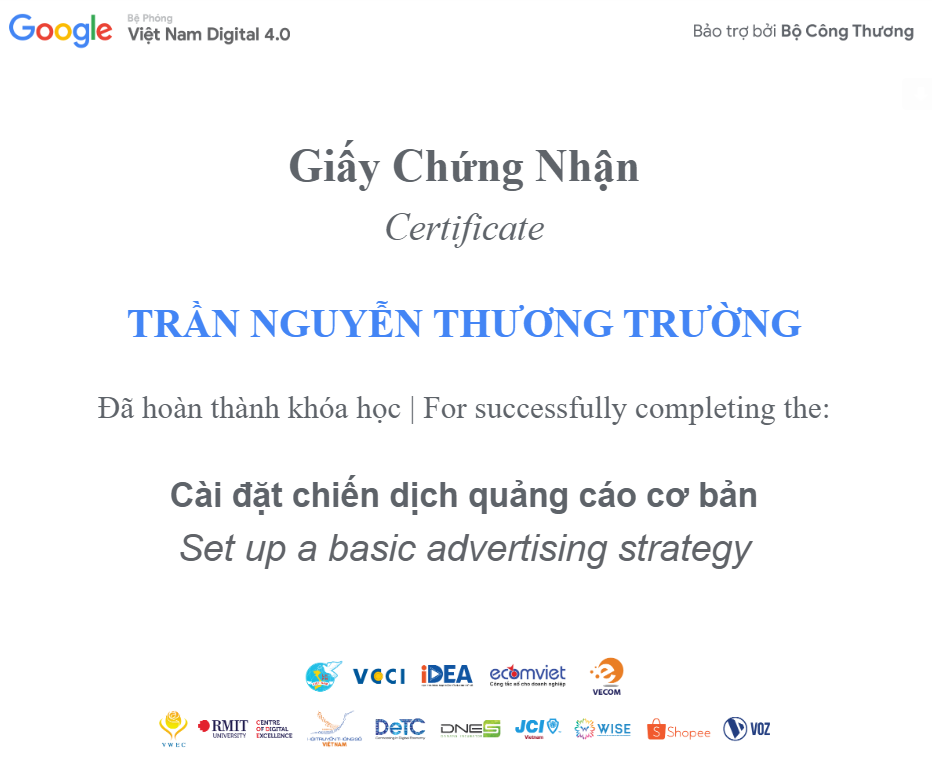 Google
Bệ Phóng
Việt Nam Digital 4.0
Bảo trợ bởi Bộ Công Thương
Giấy Chứng Nhận
Certificate
TRẦN NGUYỄN THƯƠNG TRƯỜNG
Đã hoàn thành khóa học | For successfully completing the:
Cài đặt chiến dịch quảng cáo cơ bản
Set up a basic advertising strategy
VCCI iDEA ecomviet
Công tác số cho doanh nghiệp
VECOM
VWEC
RMIT UNIVERSITY
CENTRE OF DIGITAL EXCELLENCE
VIỆT NAM
DeTC
DNES
JCI Vietnam
WISE
Shopee
VOZ